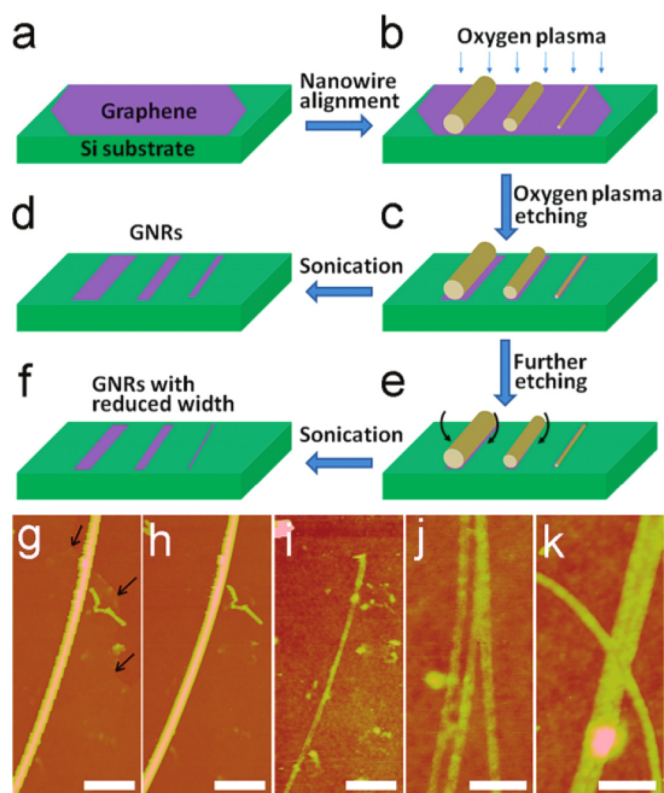 a
b
Oxygen plasma
Nanowire
alignment
Graphene
Si substrate
Oxygen plasma
etching
d
GNRs
c
Sonication
Further
etching
f
GNRs with
reduced width
e
Sonication
g
h
i
j
k